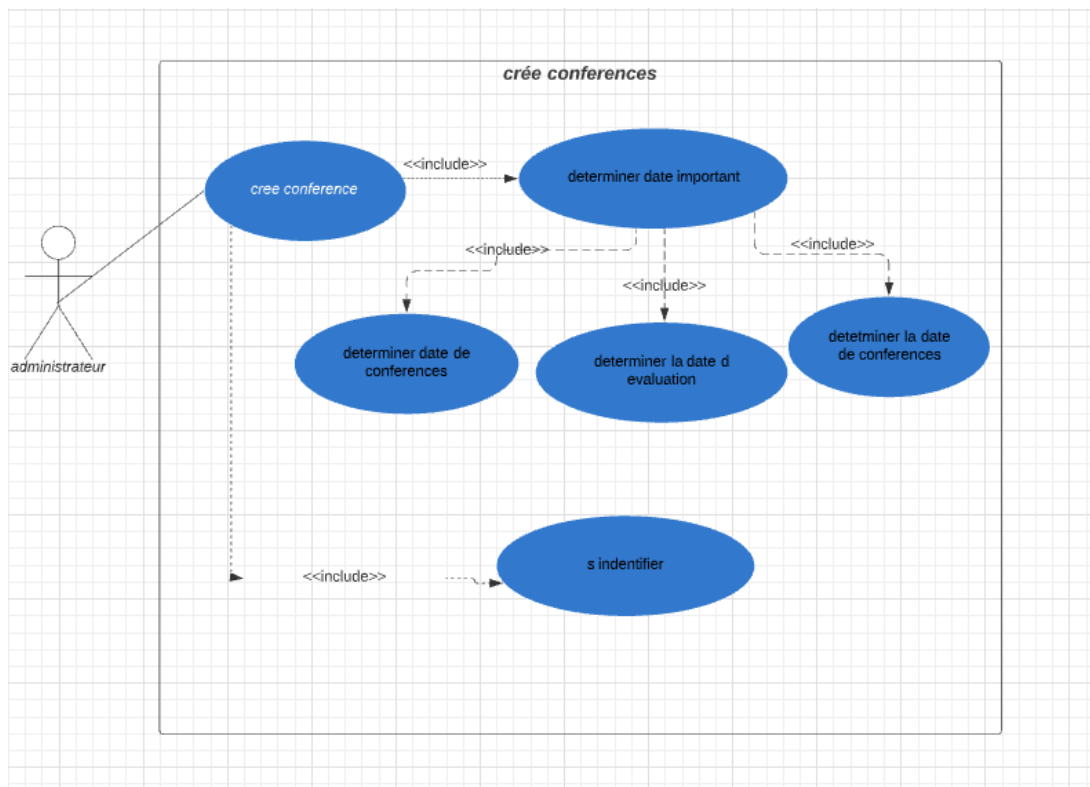 crée conferences
<<include>>
cree conference
determiner date important
<<include>>
<<include>>
<<include>>
determiner date de
conferences
determiner la date d
evaluation
detetminer la date
de conferences
administrateur
<<include>>
s indentifier